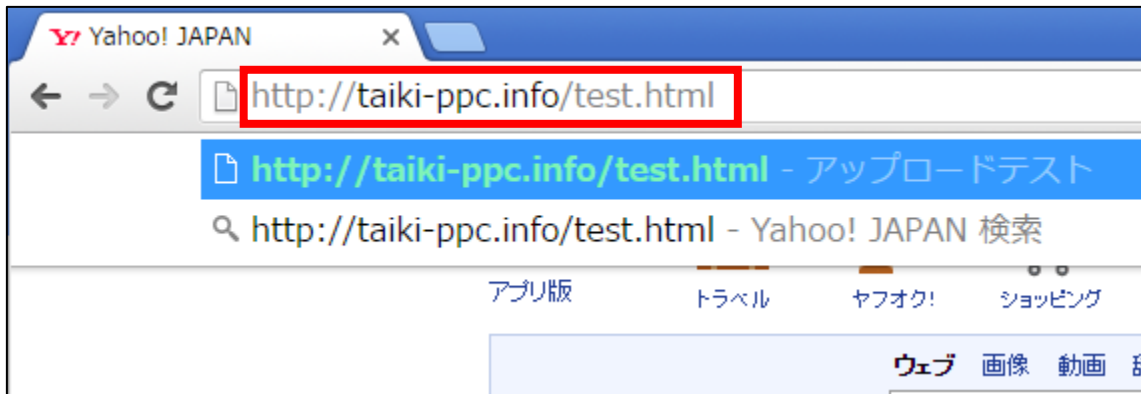 Y! Yahoo! JAPAN
http://taiki-ppc.info/test.html
http://taiki-ppc.info/test.html - アップロードテスト
http://taiki-ppc.info/test.html - Yahoo! JAPAN 検索
アプリ版 トラベル ヤフオク! ショッピング
ウェブ 画像 動画